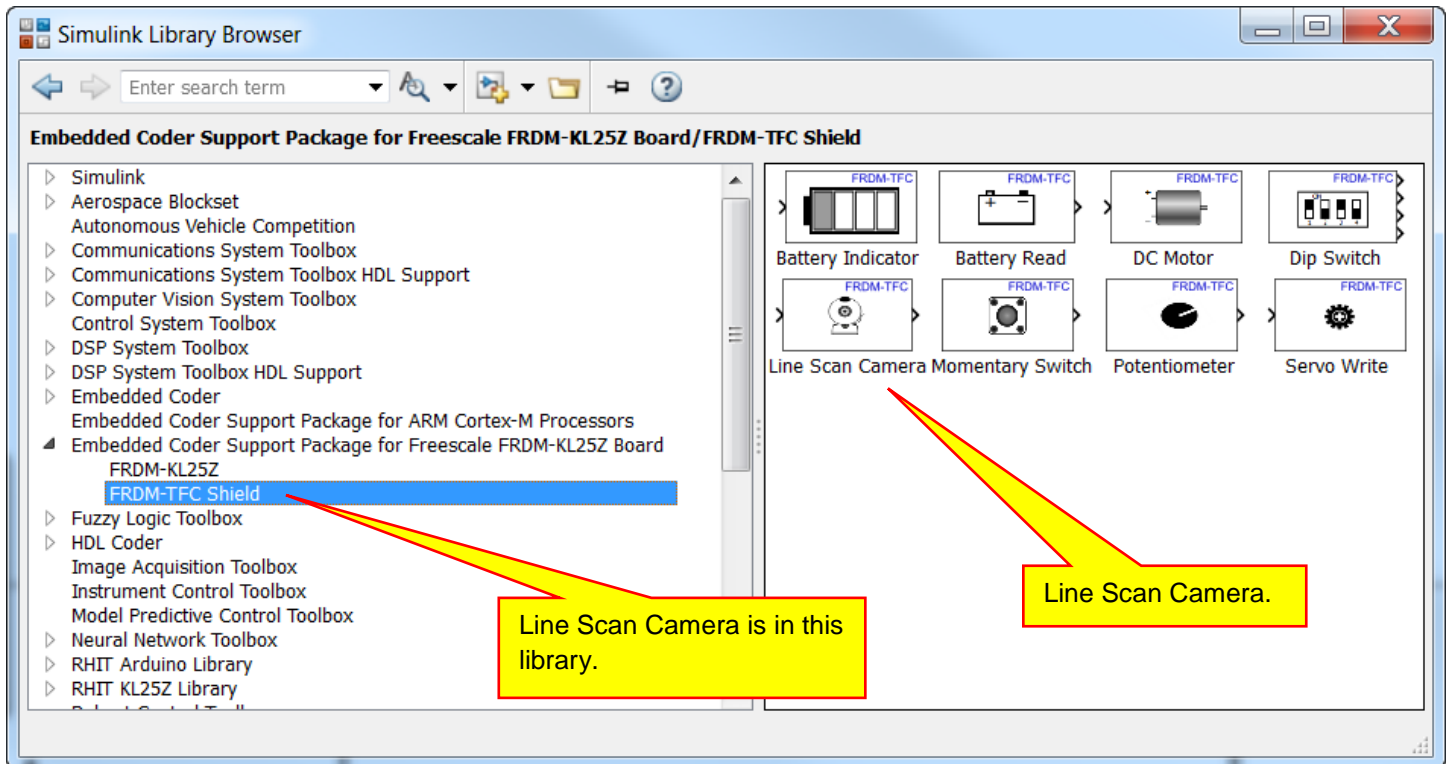 Simulink Library Browser
Enter search term
Embedded Coder Support Package for Freescale FRDM-KL25Z Board/FRDM-TFC Shield
Simulink
Aerospace Blockset
Autonomous Vehicle Competition
Communications System Toolbox
Communications System Toolbox HDL Support
Computer Vision System Toolbox
Control System Toolbox
DSP System Toolbox
DSP System Toolbox HDL Support
Embedded Coder
Embedded Coder Support Package for ARM Cortex-M Processors
Embedded Coder Support Package for Freescale FRDM-KL25Z Board
FRDM-KL25Z
FRDM-TFC Shield
Fuzzy Logic Toolbox
HDL Coder
Image Acquisition Toolbox
Instrument Control Toolbox
Model Predictive Control Toolbox
Neural Network Toolbox
RHIT Arduino Library
RHIT KL25Z Library
FRDM-TFC FRDM-TFC FRDM-TFC FRDM-TFC
Battery Indicator Battery Read DC Motor Dip Switch
FRDM-TFC FRDM-TFC FRDM-TFC FRDM-TFC
Line Scan Camera Momentary Switch Potentiometer Servo Write
Line Scan Camera is in this
library.
Line Scan Camera.